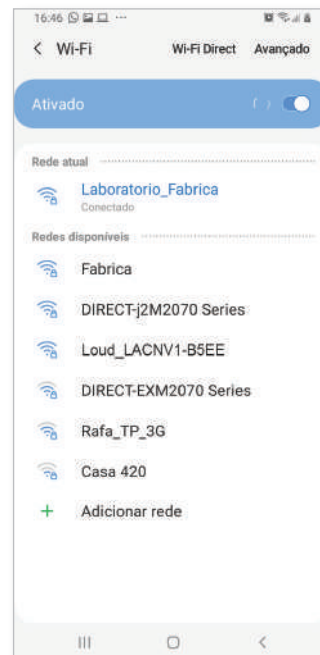 16:46
Wi-Fi Wi-Fi Direct Avançado
Ativado
Rede atual
Laboratorio_Fabrica
Conectado
Redes disponíveis
Fabrica
DIRECT-j2M2070 Series
Loud_LACNV1-B5EE
DIRECT-EXM2070 Series
Rafa_TP_3G
Casa 420
Adicionar rede